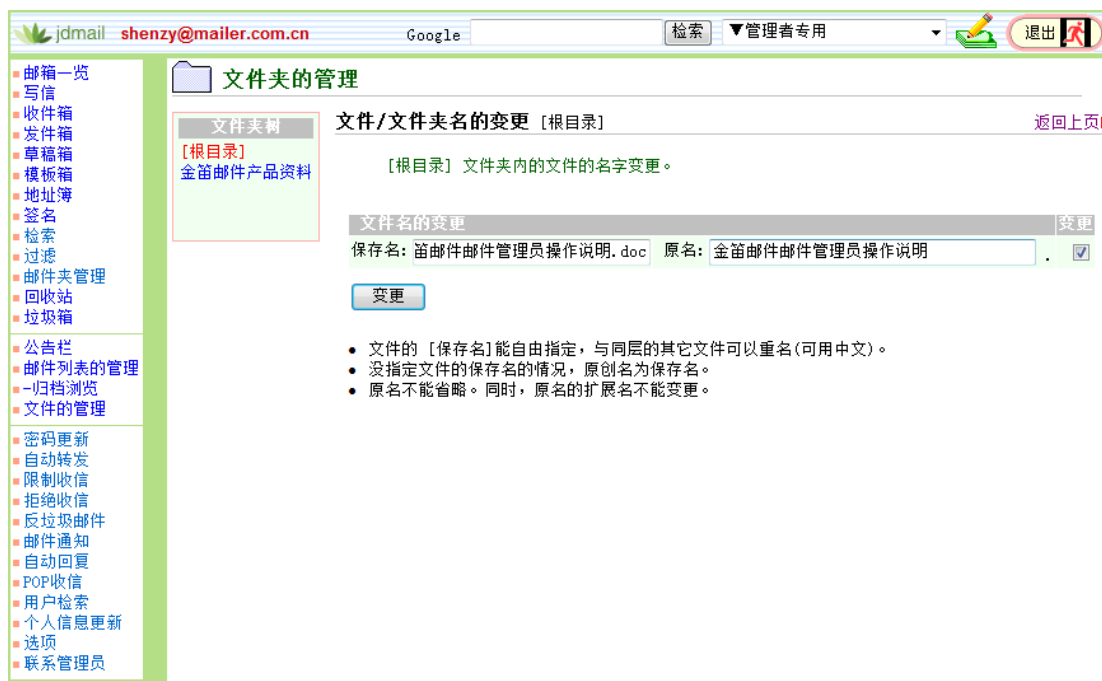 jdmail shenzy@mailer.com.cn Google 检索 ▼管理者专用 退出
邮箱一览
写信
收件箱
发件箱
草稿箱
模板箱
地址簿
签名
检索
过滤
邮件夹管理
回收站
垃圾箱
公告栏
邮件列表的管理
-归档浏览
文件的管理
密码更新
自动转发
限制收信
拒绝收信
反垃圾邮件
邮件通知
自动回复
POP收信
用户检索
个人信息更新
选项
联系管理员
文件夹的管理
文件夹树
[根目录]
金笛邮件产品资料
文件/文件夹名的变更 [根目录] 返回上页
[根目录] 文件夹内的文件的名字变更。
文件名的变更 变更
保存名: 笛邮件邮件管理员操作说明.doc 原名: 金笛邮件邮件管理员操作说明 .
变更
● 文件的 [保存名]能自由指定，与同层的其它文件可以重名(可用中文)。
● 没指定文件的保存名的情况，原创名为保存名。
● 原名不能省略。同时，原名的扩展名不能变更。